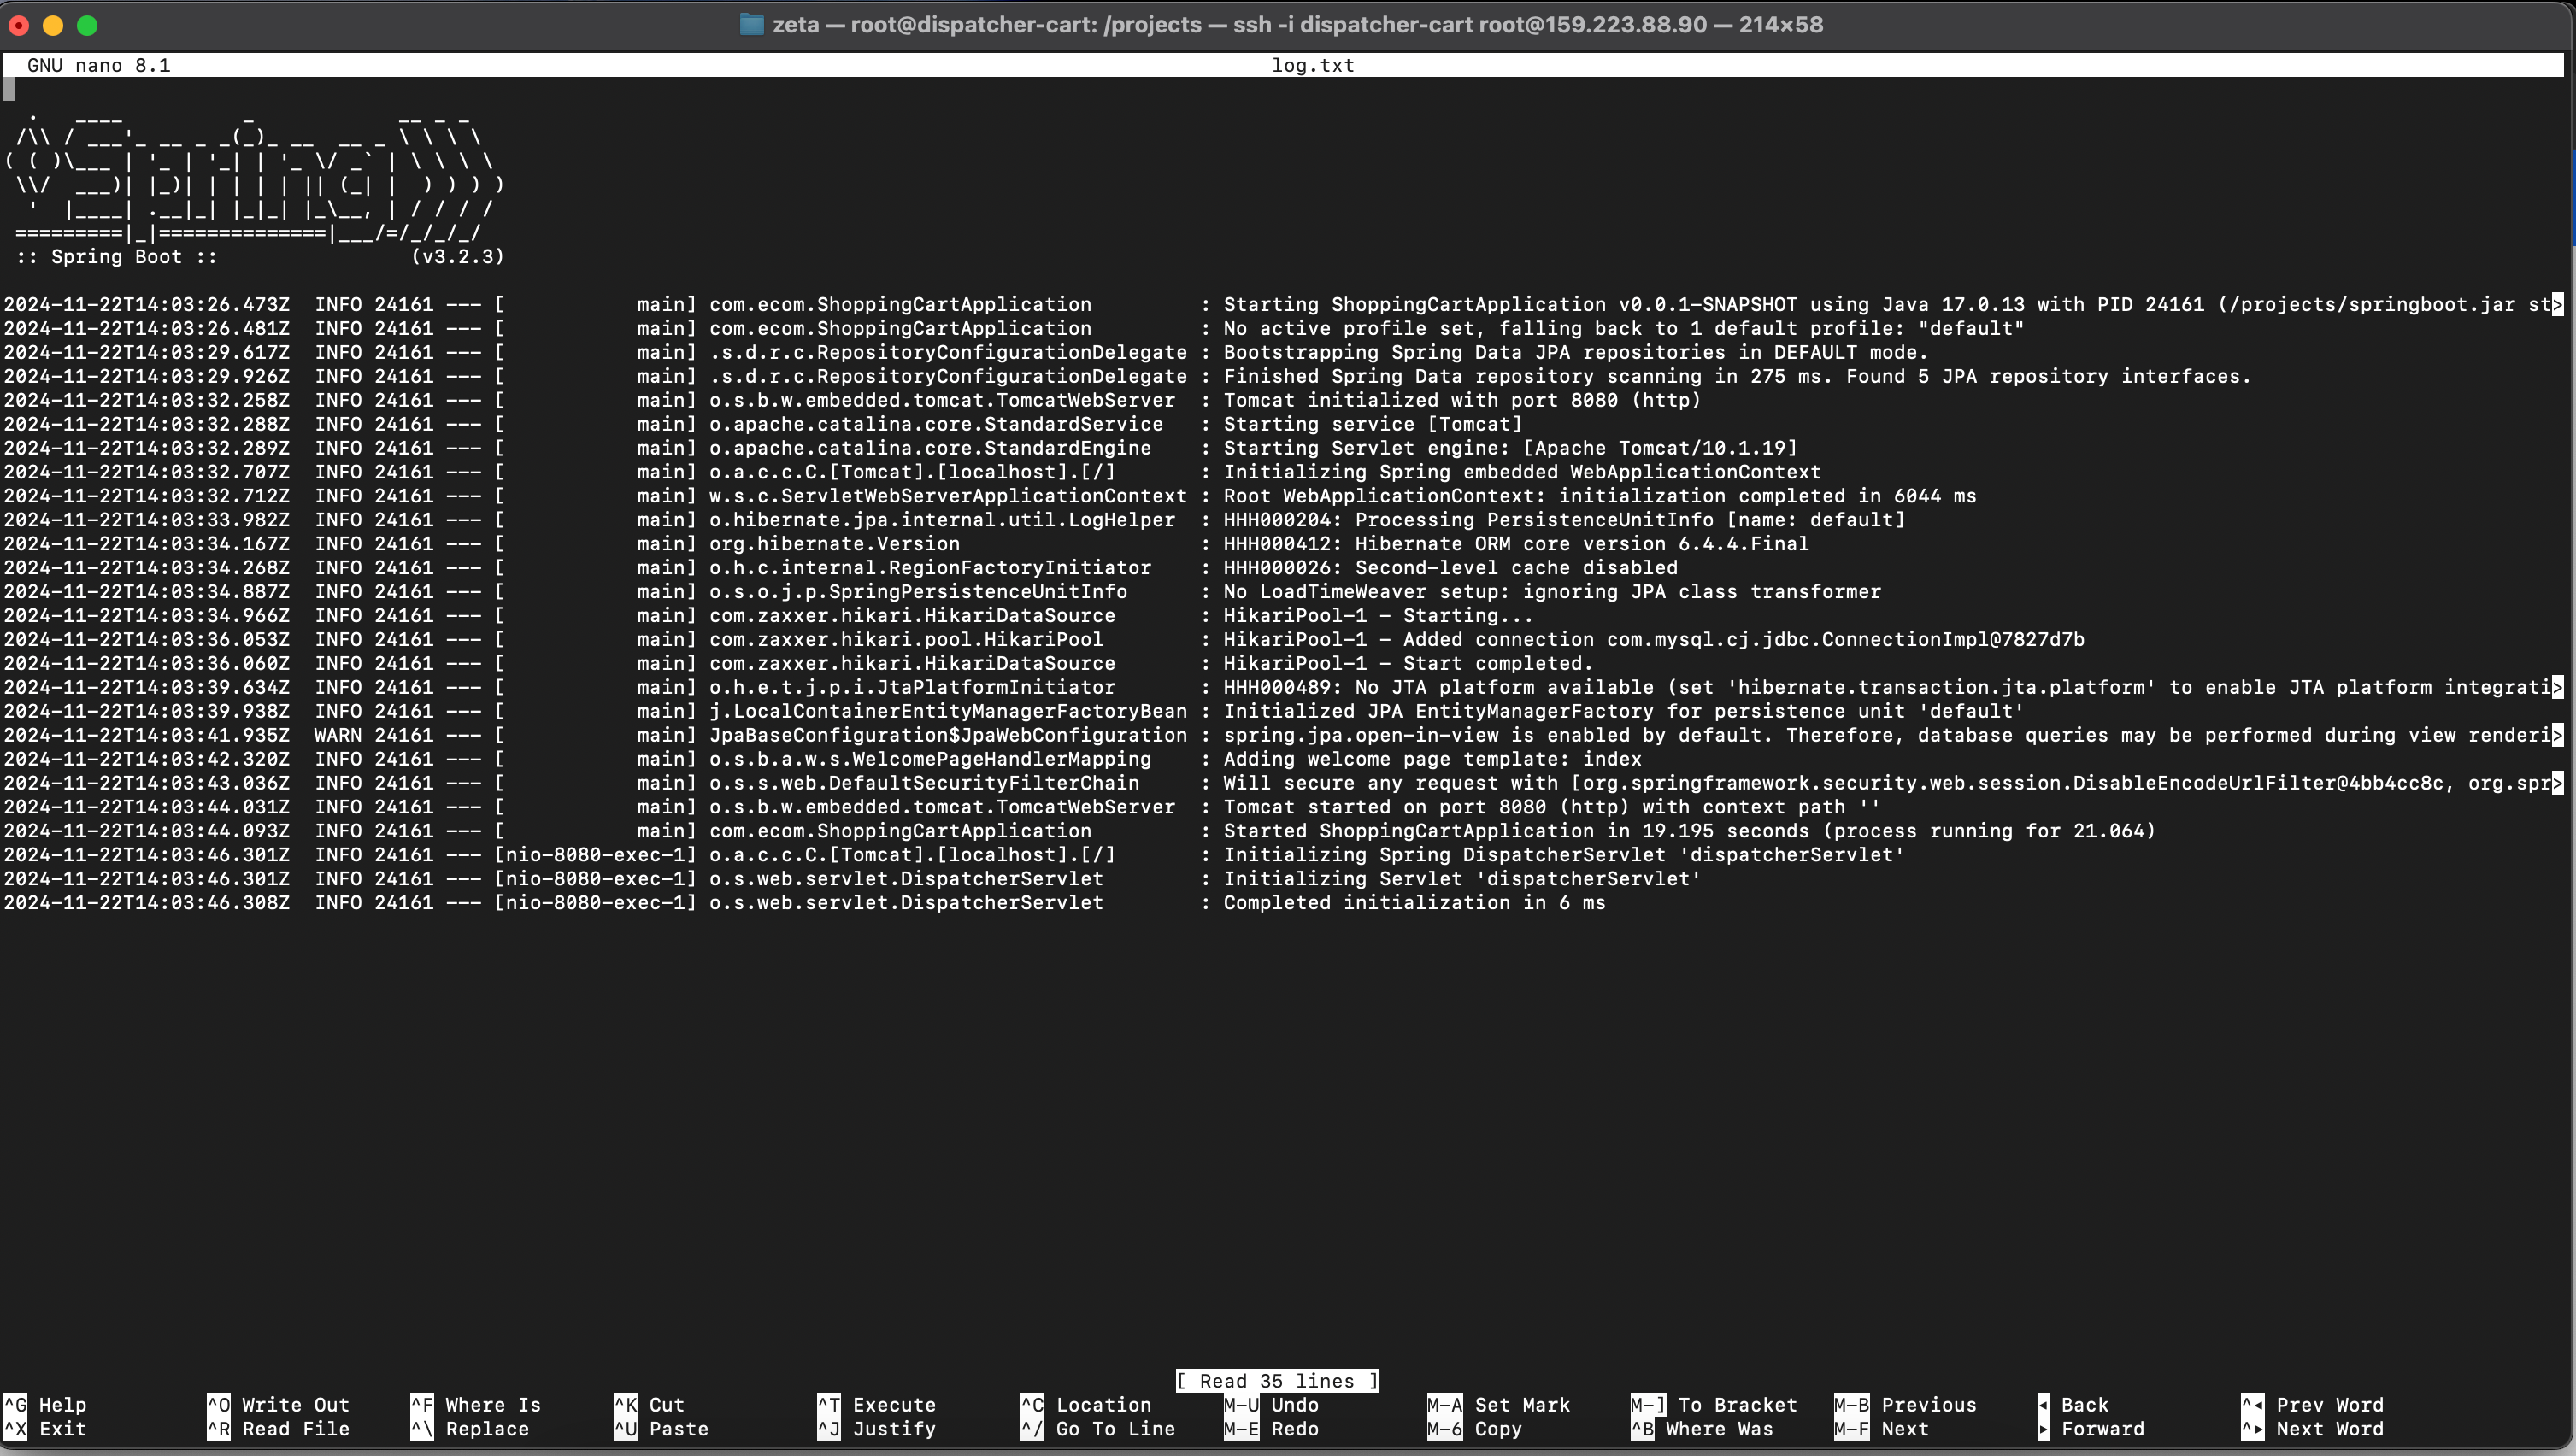 zeta — root@dispatcher-cart: /projects — ssh -i dispatcher-cart root@159.223.88.90 — 214×58
GNU nano 8.1 log.txt
  .   ____          _            __ _ _
 /\\ / ___'_ __ _ _(_)_ __  __ _ \ \ \ \
( ( )\___ | '_ | '_| | '_ \/ _` | \ \ \ \
 \\/  ___)| |_)| | | | | || (_| |  ) ) ) )
  '  |____| .__|_| |_|_| |_\__, | / / / /
 =========|_|==============|___/=/_/_/_/
 :: Spring Boot ::                (v3.2.3)
2024-11-22T14:03:26.473Z  INFO 24161 --- [           main] com.ecom.ShoppingCartApplication         : Starting ShoppingCartApplication v0.0.1-SNAPSHOT using Java 17.0.13 with PID 24161 (/projects/springboot.jar st>
2024-11-22T14:03:26.481Z  INFO 24161 --- [           main] com.ecom.ShoppingCartApplication         : No active profile set, falling back to 1 default profile: "default"
2024-11-22T14:03:29.617Z  INFO 24161 --- [           main] .s.d.r.c.RepositoryConfigurationDelegate : Bootstrapping Spring Data JPA repositories in DEFAULT mode.
2024-11-22T14:03:29.926Z  INFO 24161 --- [           main] .s.d.r.c.RepositoryConfigurationDelegate : Finished Spring Data repository scanning in 275 ms. Found 5 JPA repository interfaces.
2024-11-22T14:03:32.258Z  INFO 24161 --- [           main] o.s.b.w.embedded.tomcat.TomcatWebServer  : Tomcat initialized with port 8080 (http)
2024-11-22T14:03:32.288Z  INFO 24161 --- [           main] o.apache.catalina.core.StandardService   : Starting service [Tomcat]
2024-11-22T14:03:32.289Z  INFO 24161 --- [           main] o.apache.catalina.core.StandardEngine    : Starting Servlet engine: [Apache Tomcat/10.1.19]
2024-11-22T14:03:32.707Z  INFO 24161 --- [           main] o.a.c.c.C.[Tomcat].[localhost].[/]       : Initializing Spring embedded WebApplicationContext
2024-11-22T14:03:32.712Z  INFO 24161 --- [           main] w.s.c.ServletWebServerApplicationContext : Root WebApplicationContext: initialization completed in 6044 ms
2024-11-22T14:03:33.982Z  INFO 24161 --- [           main] o.hibernate.jpa.internal.util.LogHelper  : HHH000204: Processing PersistenceUnitInfo [name: default]
2024-11-22T14:03:34.167Z  INFO 24161 --- [           main] org.hibernate.Version                    : HHH000412: Hibernate ORM core version 6.4.4.Final
2024-11-22T14:03:34.268Z  INFO 24161 --- [           main] o.h.c.internal.RegionFactoryInitiator    : HHH000026: Second-level cache disabled
2024-11-22T14:03:34.887Z  INFO 24161 --- [           main] o.s.o.j.p.SpringPersistenceUnitInfo      : No LoadTimeWeaver setup: ignoring JPA class transformer
2024-11-22T14:03:34.966Z  INFO 24161 --- [           main] com.zaxxer.hikari.HikariDataSource       : HikariPool-1 - Starting...
2024-11-22T14:03:36.053Z  INFO 24161 --- [           main] com.zaxxer.hikari.pool.HikariPool        : HikariPool-1 - Added connection com.mysql.cj.jdbc.ConnectionImpl@7827d7b
2024-11-22T14:03:36.060Z  INFO 24161 --- [           main] com.zaxxer.hikari.HikariDataSource       : HikariPool-1 - Start completed.
2024-11-22T14:03:39.634Z  INFO 24161 --- [           main] o.h.e.t.j.p.i.JtaPlatformInitiator       : HHH000489: No JTA platform available (set 'hibernate.transaction.jta.platform' to enable JTA platform integrati>
2024-11-22T14:03:39.938Z  INFO 24161 --- [           main] j.LocalContainerEntityManagerFactoryBean : Initialized JPA EntityManagerFactory for persistence unit 'default'
2024-11-22T14:03:41.935Z  WARN 24161 --- [           main] JpaBaseConfiguration$JpaWebConfiguration : spring.jpa.open-in-view is enabled by default. Therefore, database queries may be performed during view renderi>
2024-11-22T14:03:42.320Z  INFO 24161 --- [           main] o.s.b.a.w.s.WelcomePageHandlerMapping    : Adding welcome page template: index
2024-11-22T14:03:43.036Z  INFO 24161 --- [           main] o.s.s.web.DefaultSecurityFilterChain     : Will secure any request with [org.springframework.security.web.session.DisableEncodeUrlFilter@4bb4cc8c, org.spr>
2024-11-22T14:03:44.031Z  INFO 24161 --- [           main] o.s.b.w.embedded.tomcat.TomcatWebServer  : Tomcat started on port 8080 (http) with context path ''
2024-11-22T14:03:44.093Z  INFO 24161 --- [           main] com.ecom.ShoppingCartApplication         : Started ShoppingCartApplication in 19.195 seconds (process running for 21.064)
2024-11-22T14:03:46.301Z  INFO 24161 --- [nio-8080-exec-1] o.a.c.c.C.[Tomcat].[localhost].[/]       : Initializing Spring DispatcherServlet 'dispatcherServlet'
2024-11-22T14:03:46.301Z  INFO 24161 --- [nio-8080-exec-1] o.s.web.servlet.DispatcherServlet        : Initializing Servlet 'dispatcherServlet'
2024-11-22T14:03:46.308Z  INFO 24161 --- [nio-8080-exec-1] o.s.web.servlet.DispatcherServlet        : Completed initialization in 6 ms
[ Read 35 lines ]
^G Help ^O Write Out ^F Where Is ^K Cut ^T Execute ^C Location M-U Undo M-A Set Mark M-] To Bracket M-B Previous ◂ Back ^◂ Prev Word
^X Exit ^R Read File ^\ Replace ^U Paste ^J Justify ^/ Go To Line M-E Redo M-6 Copy ^B Where Was M-F Next ▸ Forward ^▸ Next Word